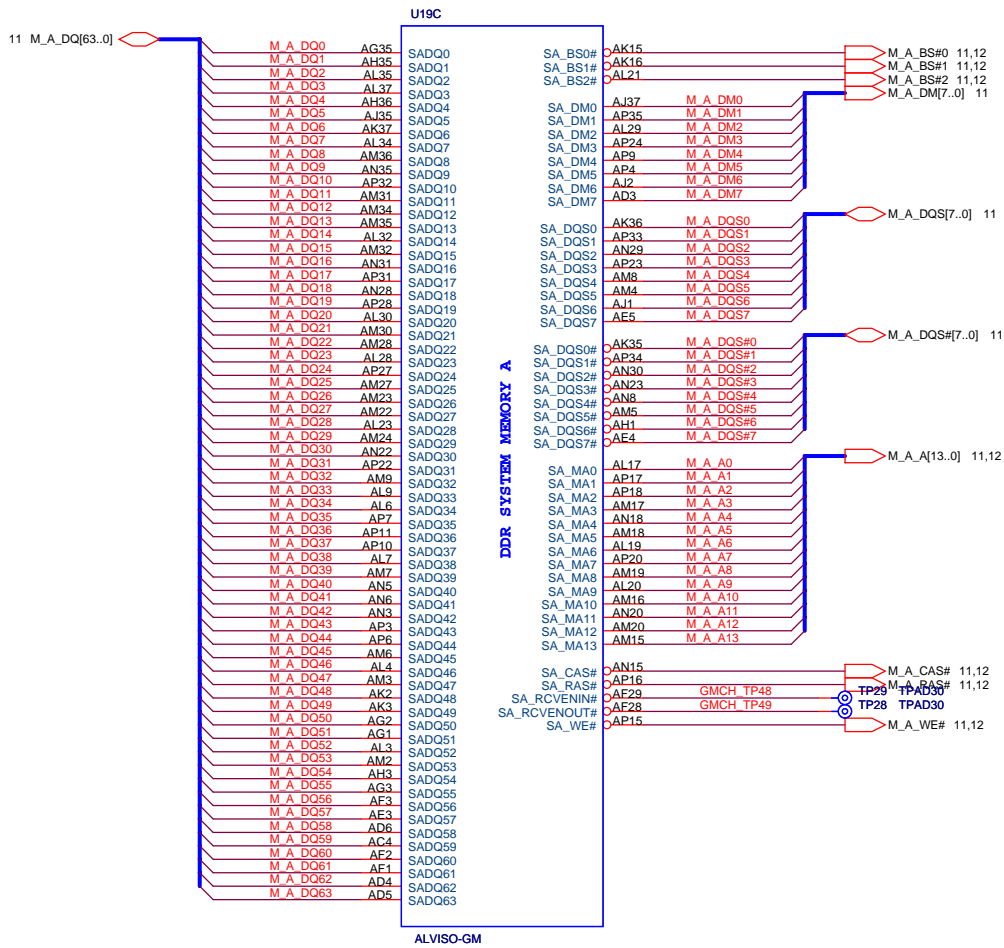 U19C
11 M_A_DQ[63..0]
M_A_DQ0 AG35 SADQ0
M_A_DQ1 AH35 SADQ1
M_A_DQ2 AL35 SADQ2
M_A_DQ3 AL37 SADQ3
M_A_DQ4 AH36 SADQ4
M_A_DQ5 AJ35 SADQ5
M_A_DQ6 AK37 SADQ6
M_A_DQ7 AL34 SADQ7
M_A_DQ8 AM36 SADQ8
M_A_DQ9 AN35 SADQ9
M_A_DQ10 AP32 SADQ10
M_A_DQ11 AM31 SADQ11
M_A_DQ12 AM34 SADQ12
M_A_DQ13 AM35 SADQ13
M_A_DQ14 AL32 SADQ14
M_A_DQ15 AM32 SADQ15
M_A_DQ16 AN31 SADQ16
M_A_DQ17 AP31 SADQ17
M_A_DQ18 AN28 SADQ18
M_A_DQ19 AP28 SADQ19
M_A_DQ20 AL30 SADQ20
M_A_DQ21 AM30 SADQ21
M_A_DQ22 AM28 SADQ22
M_A_DQ23 AL28 SADQ23
M_A_DQ24 AP27 SADQ24
M_A_DQ25 AM27 SADQ25
M_A_DQ26 AM23 SADQ26
M_A_DQ27 AM22 SADQ27
M_A_DQ28 AL23 SADQ28
M_A_DQ29 AM24 SADQ29
M_A_DQ30 AN22 SADQ30
M_A_DQ31 AP22 SADQ31
M_A_DQ32 AM9 SADQ32
M_A_DQ33 AL9 SADQ33
M_A_DQ34 AL6 SADQ34
M_A_DQ35 AP7 SADQ35
M_A_DQ36 AP11 SADQ36
M_A_DQ37 AP10 SADQ37
M_A_DQ38 AL7 SADQ38
M_A_DQ39 AM7 SADQ39
M_A_DQ40 AN5 SADQ40
M_A_DQ41 AN6 SADQ41
M_A_DQ42 AN3 SADQ42
M_A_DQ43 AP3 SADQ43
M_A_DQ44 AP6 SADQ44
M_A_DQ45 AM6 SADQ45
M_A_DQ46 AL4 SADQ46
M_A_DQ47 AM3 SADQ47
M_A_DQ48 AK2 SADQ48
M_A_DQ49 AK3 SADQ49
M_A_DQ50 AG2 SADQ50
M_A_DQ51 AG1 SADQ51
M_A_DQ52 AL3 SADQ52
M_A_DQ53 AM2 SADQ53
M_A_DQ54 AH3 SADQ54
M_A_DQ55 AG3 SADQ55
M_A_DQ56 AF3 SADQ56
M_A_DQ57 AE3 SADQ57
M_A_DQ58 AD6 SADQ58
M_A_DQ59 AC4 SADQ59
M_A_DQ60 AF2 SADQ60
M_A_DQ61 AF1 SADQ61
M_A_DQ62 AD4 SADQ62
M_A_DQ63 AD5 SADQ63
DDR SYSTEM MEMORY A
SA_BS0# AK15 M_A_BS#0 11,12
SA_BS1# AK16 M_A_BS#1 11,12
SA_BS2# AL21 M_A_BS#2 11,12
M_A_DM[7..0] 11
SA_DM0 AJ37 M_A_DM0
SA_DM1 AP35 M_A_DM1
SA_DM2 AL29 M_A_DM2
SA_DM3 AP24 M_A_DM3
SA_DM4 AP9 M_A_DM4
SA_DM5 AP4 M_A_DM5
SA_DM6 AJ2 M_A_DM6
SA_DM7 AD3 M_A_DM7
M_A_DQS[7..0] 11
SA_DQS0 AK36 M_A_DQS0
SA_DQS1 AP33 M_A_DQS1
SA_DQS2 AN29 M_A_DQS2
SA_DQS3 AP23 M_A_DQS3
SA_DQS4 AM8 M_A_DQS4
SA_DQS5 AM4 M_A_DQS5
SA_DQS6 AJ1 M_A_DQS6
SA_DQS7 AE5 M_A_DQS7
M_A_DQS#[7..0] 11
SA_DQS0# AK35 M_A_DQS#0
SA_DQS1# AP34 M_A_DQS#1
SA_DQS2# AN30 M_A_DQS#2
SA_DQS3# AN23 M_A_DQS#3
SA_DQS4# AN8 M_A_DQS#4
SA_DQS5# AM5 M_A_DQS#5
SA_DQS6# AH1 M_A_DQS#6
SA_DQS7# AE4 M_A_DQS#7
M_A_A[13..0] 11,12
SA_MA0 AL17 M_A_A0
SA_MA1 AP17 M_A_A1
SA_MA2 AP18 M_A_A2
SA_MA3 AM17 M_A_A3
SA_MA4 AN18 M_A_A4
SA_MA5 AM18 M_A_A5
SA_MA6 AL19 M_A_A6
SA_MA7 AP20 M_A_A7
SA_MA8 AM19 M_A_A8
SA_MA9 AL20 M_A_A9
SA_MA10 AM16 M_A_A10
SA_MA11 AN20 M_A_A11
SA_MA12 AM20 M_A_A12
SA_MA13 AM15 M_A_A13
SA_CAS# AN15 M_A_CAS# 11,12
SA_RAS# AP16 M_A_RAS# 11,12
SA_RCVENIN# AF29 GMCH_TP48 TP29 TPAD30
SA_RCVENOUT# AF28 GMCH_TP49 TP28 TPAD30
SA_WE# AP15 M_A_WE# 11,12
ALVISO-GM